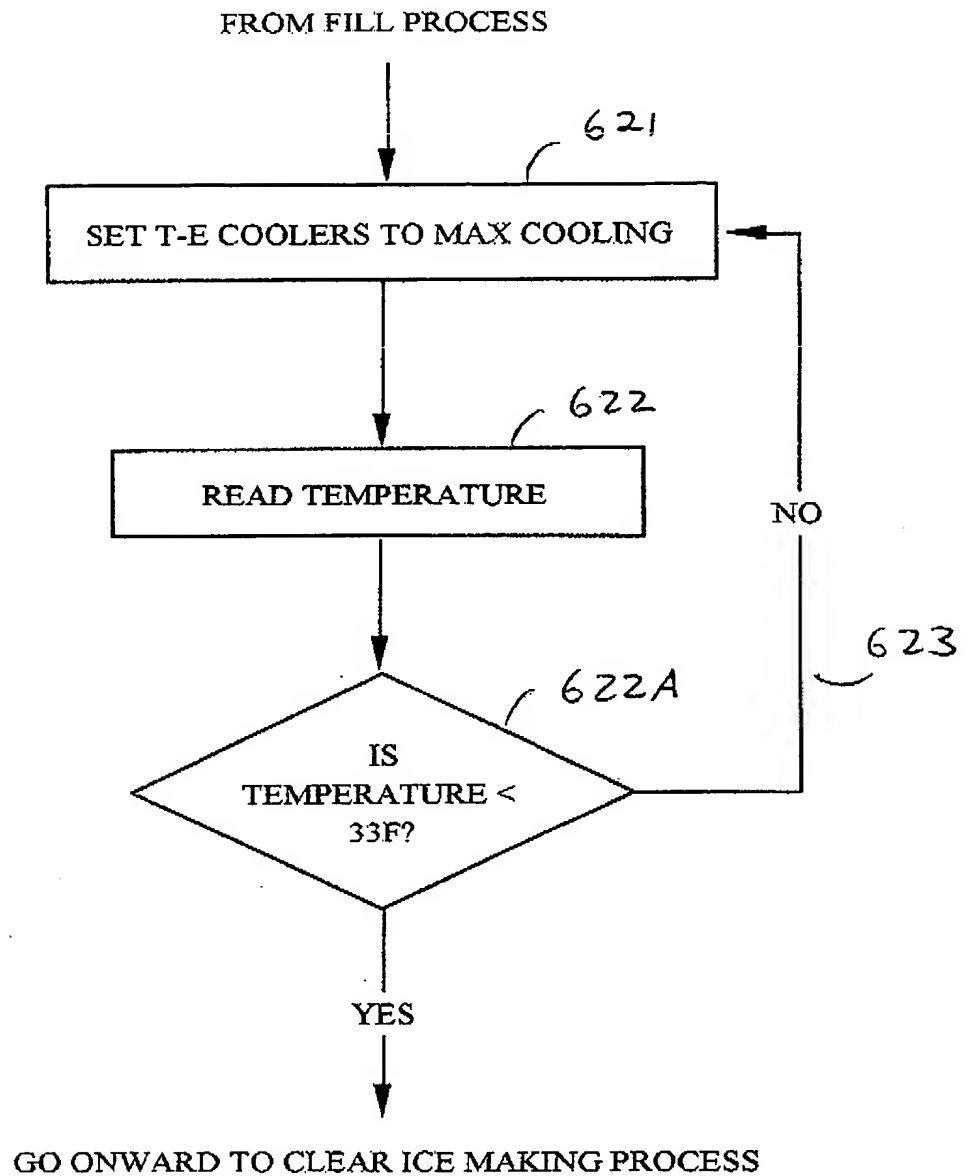 FROM FILL PROCESS
621
SET T-E COOLERS TO MAX COOLING
622
READ TEMPERATURE
NO
623
622A
IS
TEMPERATURE <
33F?
YES
GO ONWARD TO CLEAR ICE MAKING PROCESS